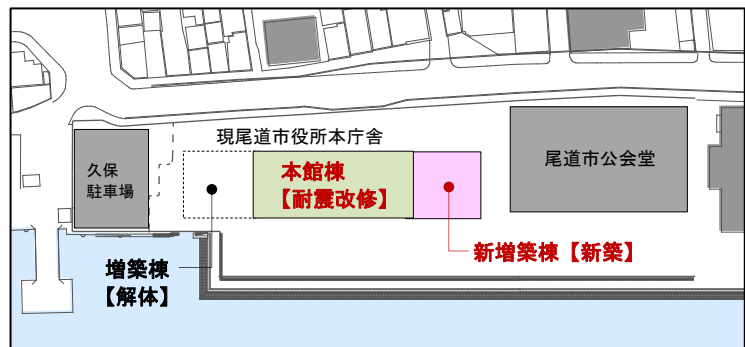 現尾道市役所本庁舎
久保
駐車場
本館棟
【耐震改修】
尾道市公会堂
新増築棟【新築】
増築棟
【解体】